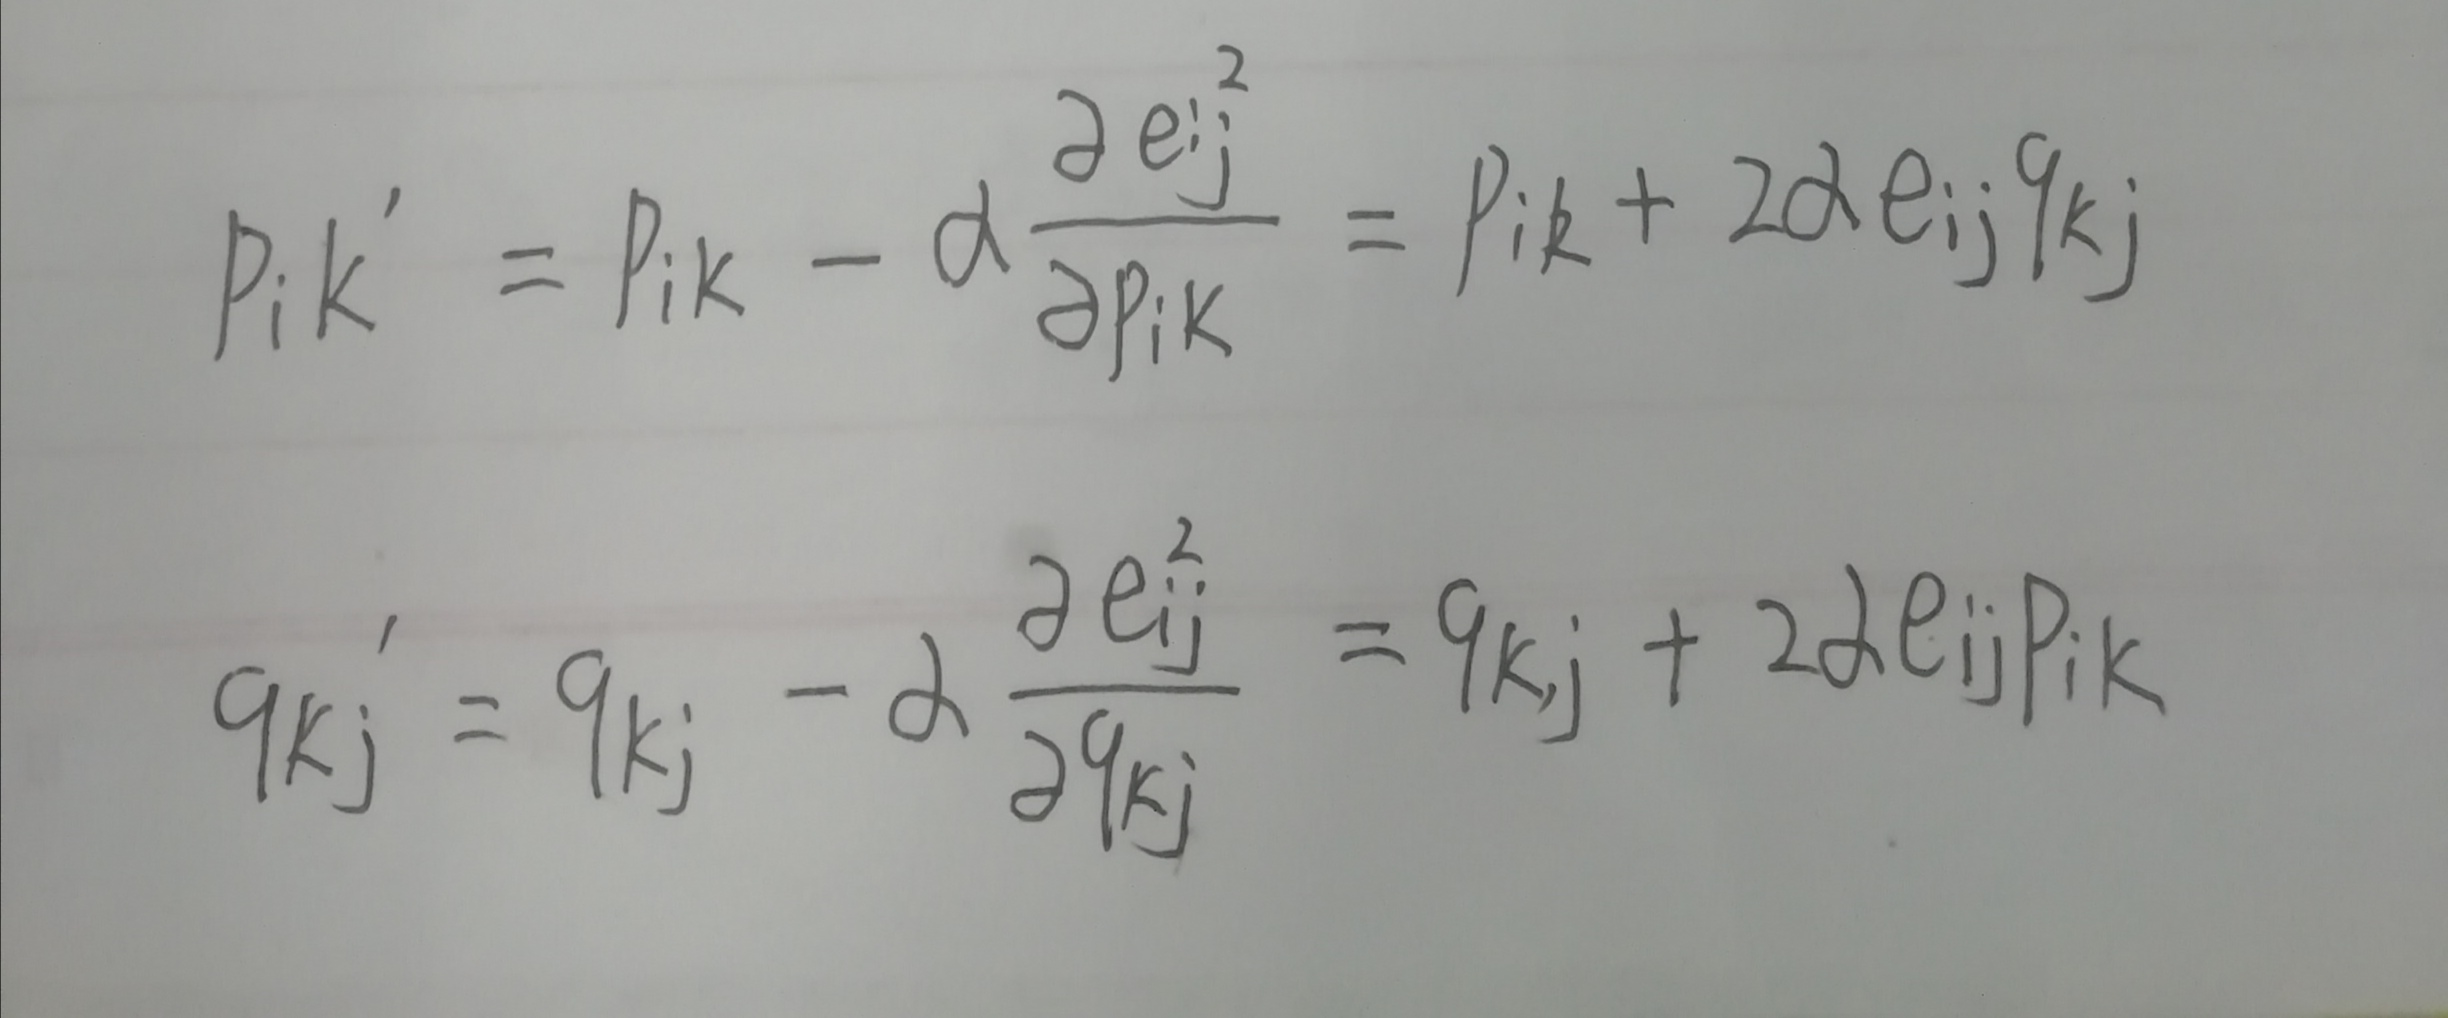 $p_{ik}' = p_{ik} - \alpha \frac{\partial e_{ij}^2}{\partial p_{ik}} = p_{ik} + 2\alpha e_{ij} q_{kj}$
$q_{kj}' = q_{kj} - \alpha \frac{\partial e_{ij}^2}{\partial q_{kj}} = q_{kj} + 2\alpha e_{ij} p_{ik}$